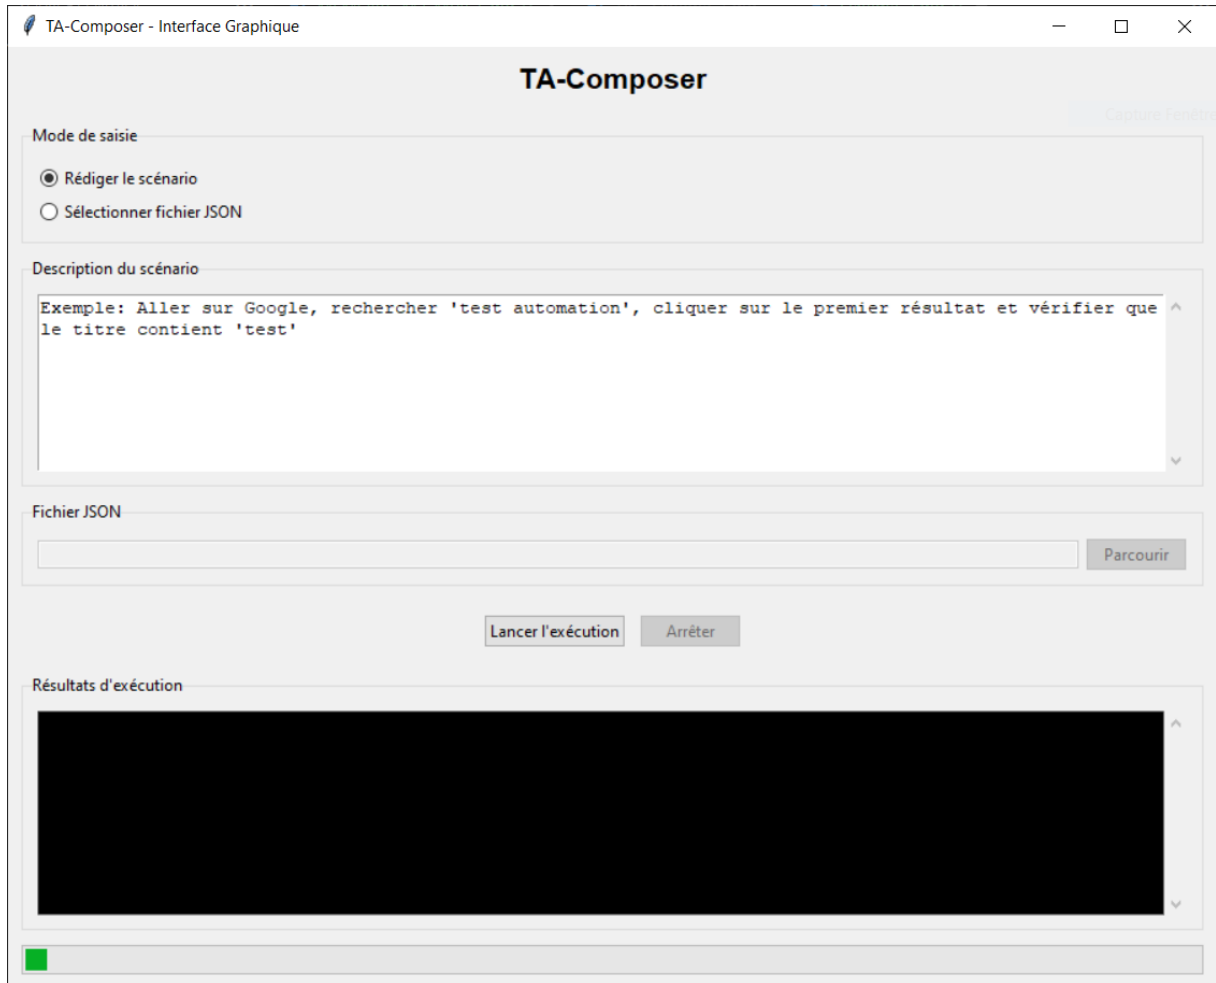 TA-Composer - Interface Graphique
TA-Composer
Capture Fenêtre
Mode de saisie
Rédiger le scénario
Sélectionner fichier JSON
Description du scénario
Exemple: Aller sur Google, rechercher 'test automation', cliquer sur le premier résultat et vérifier que
le titre contient 'test'
Fichier JSON
Parcourir
Lancer l'exécution
Arrêter
Résultats d'exécution